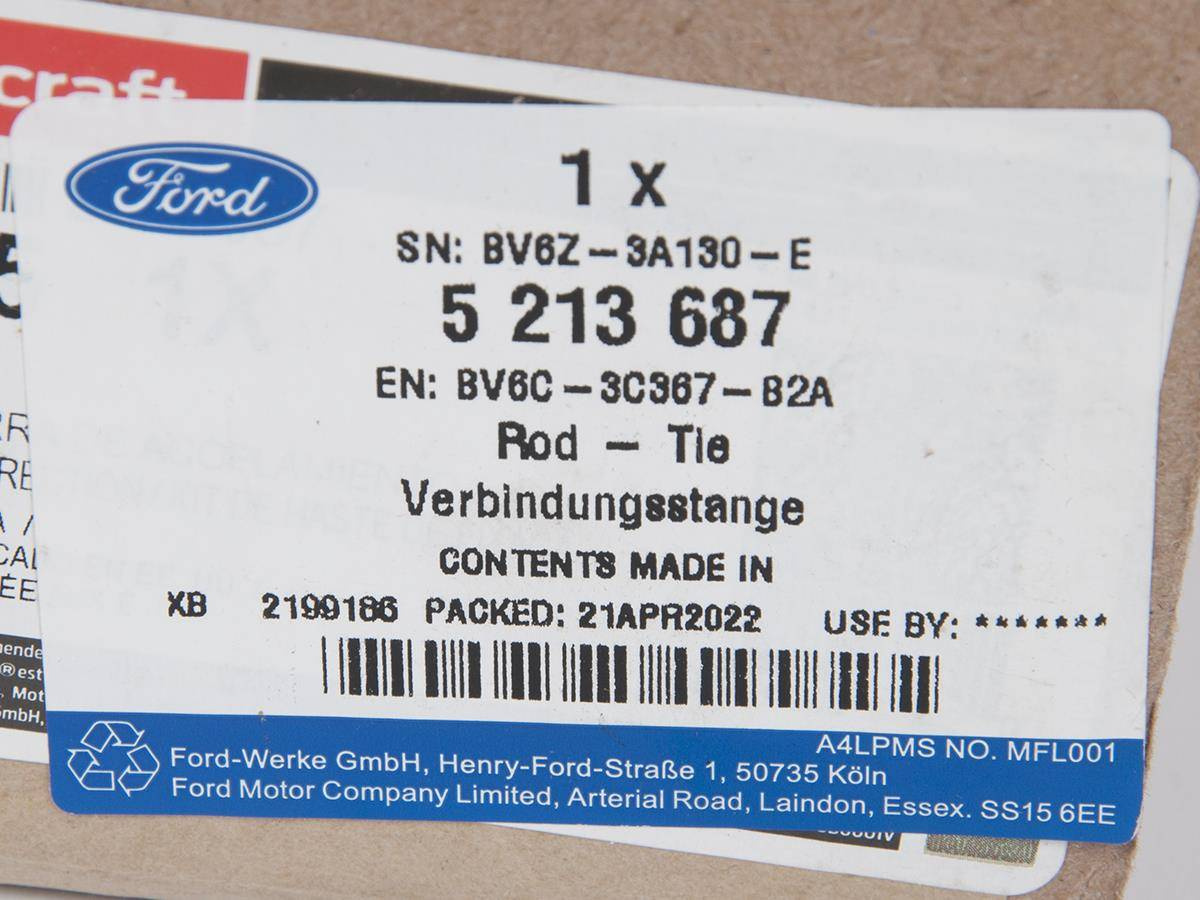 craft
Ford
1 x
SN: BV6Z-3A130-E
5 213 687
EN: BV6C-3C367-B2A
Rod - Tie
Verbindungsstange
CONTENTS MADE IN
XB 2199186 PACKED: 21APR2022 USE BY: *******
A4LPMS NO. MFL001
Ford-Werke GmbH, Henry-Ford-Straße 1, 50735 Köln
Ford Motor Company Limited, Arterial Road, Laindon, Essex. SS15 6EE